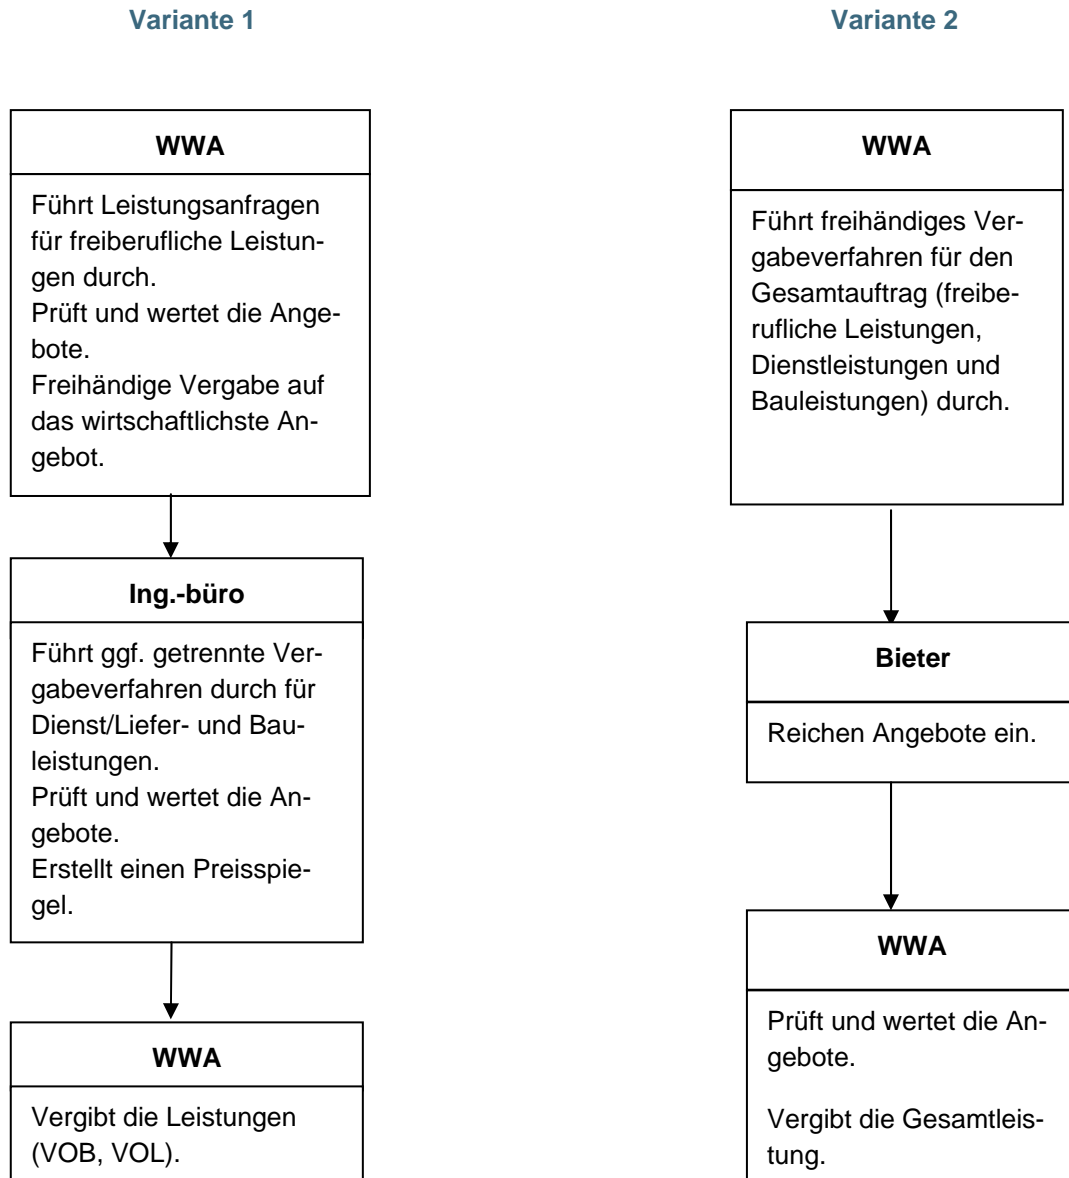 Variante 1
WWA
Führt Leistungsanfragen
für freiberufliche Leistun-
gen durch.
Prüft und wertet die Ange-
bote.
Freihändige Vergabe auf
das wirtschaftlichste An-
gebot.
Ing.-büro
Führt ggf. getrennte Ver-
gabeverfahren durch für
Dienst/Liefer- und Bau-
leistungen.
Prüft und wertet die An-
gebote.
Erstellt einen Preisspie-
gel.
WWA
Vergibt die Leistungen
(VOB, VOL).
Variante 2
WWA
Führt freihändiges Ver-
gabeverfahren für den
Gesamtauftrag (freibe-
rufliche Leistungen,
Dienstleistungen und
Bauleistungen) durch.
Bieter
Reichen Angebote ein.
WWA
Prüft und wertet die An-
gebote.
Vergibt die Gesamtleis-
tung.